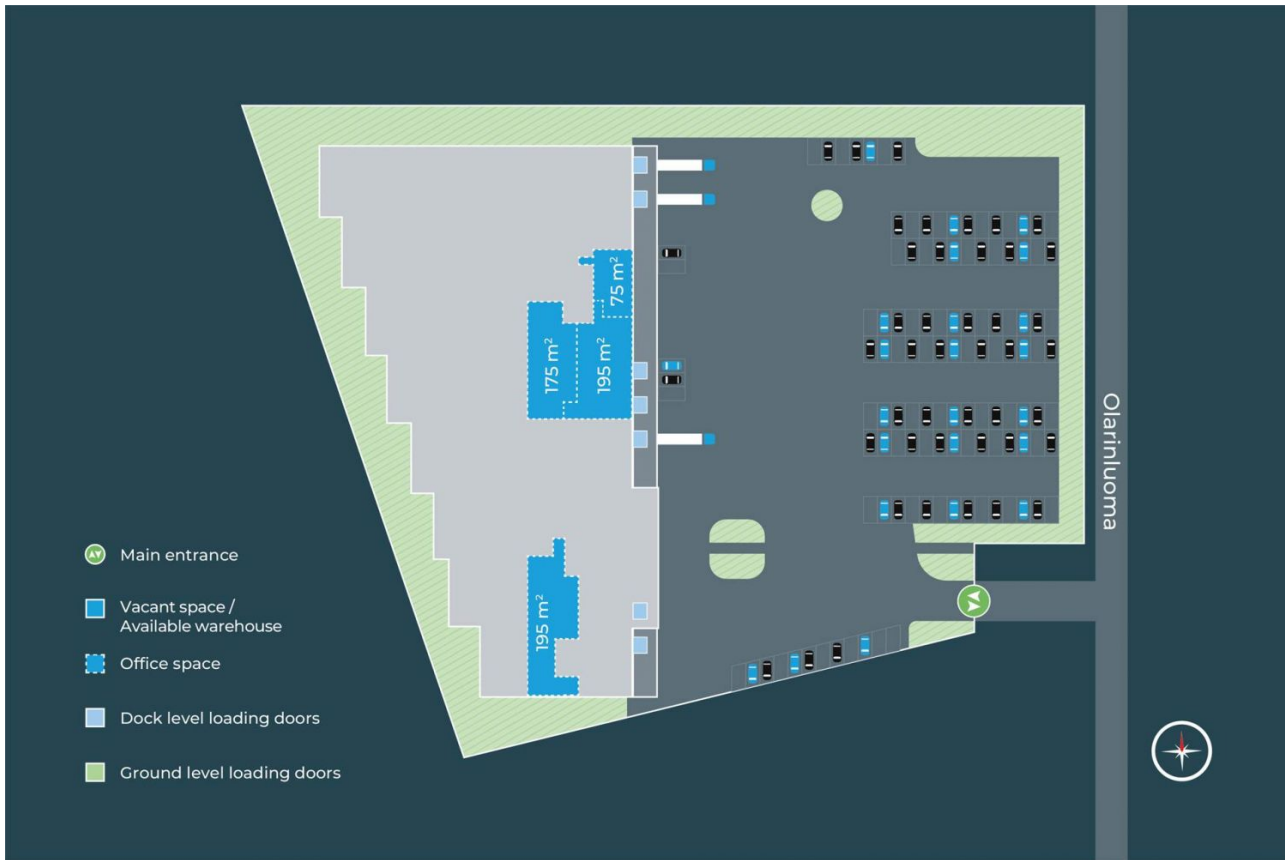 75 m²
175 m²
195 m²
Olarinluoma
195 m²
Main entrance
Vacant space /
Available warehouse
Office space
Dock level loading doors
Ground level loading doors